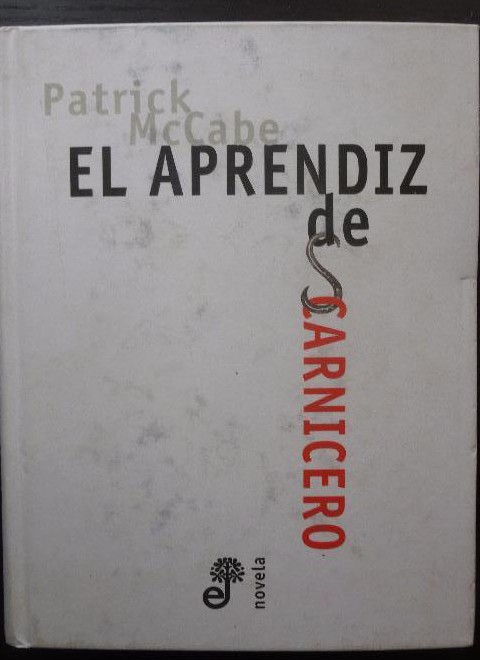 Patrick
McCabe
EL APRENDIZ
de
CARNICERO
novela